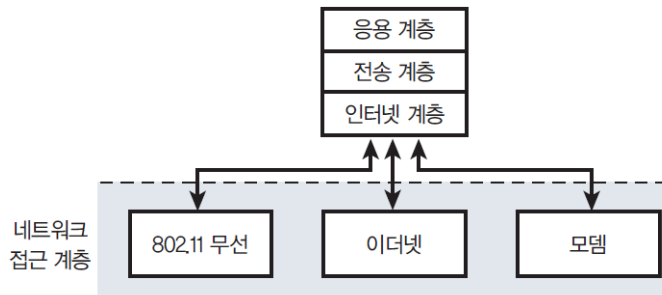 응용 계층
전송 계층
인터넷 계층
네트워크
접근 계층
802.11 무선
이더넷
모뎀